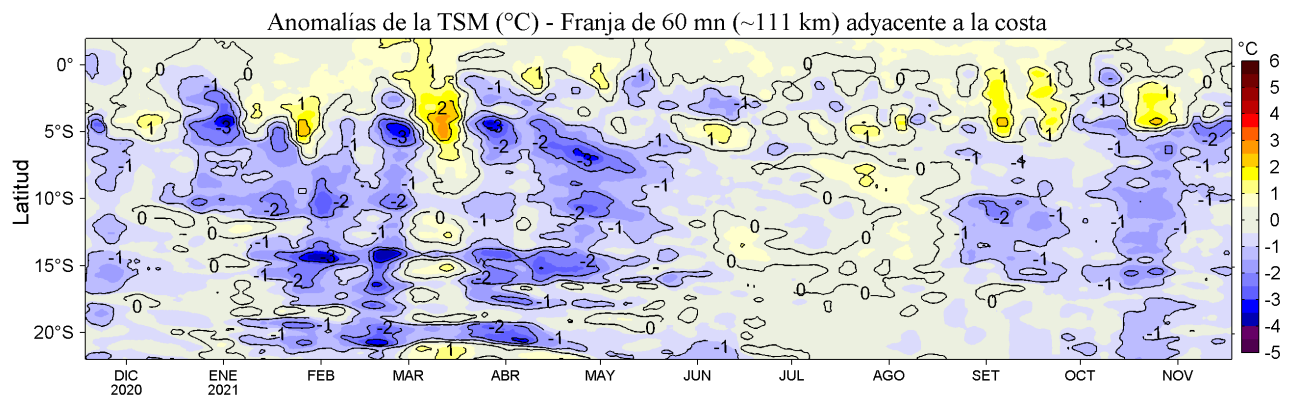 Anomalías de la TSM (°C) - Franja de 60 mn (~111 km) adyacente a la costa
°C
Latitud
0°
5°S
10°S
15°S
20°S
6
5
4
3
2
1
0
-1
-2
-3
-4
-5
DIC ENE FEB MAR ABR MAY JUN JUL AGO SET OCT NOV
2020 2021